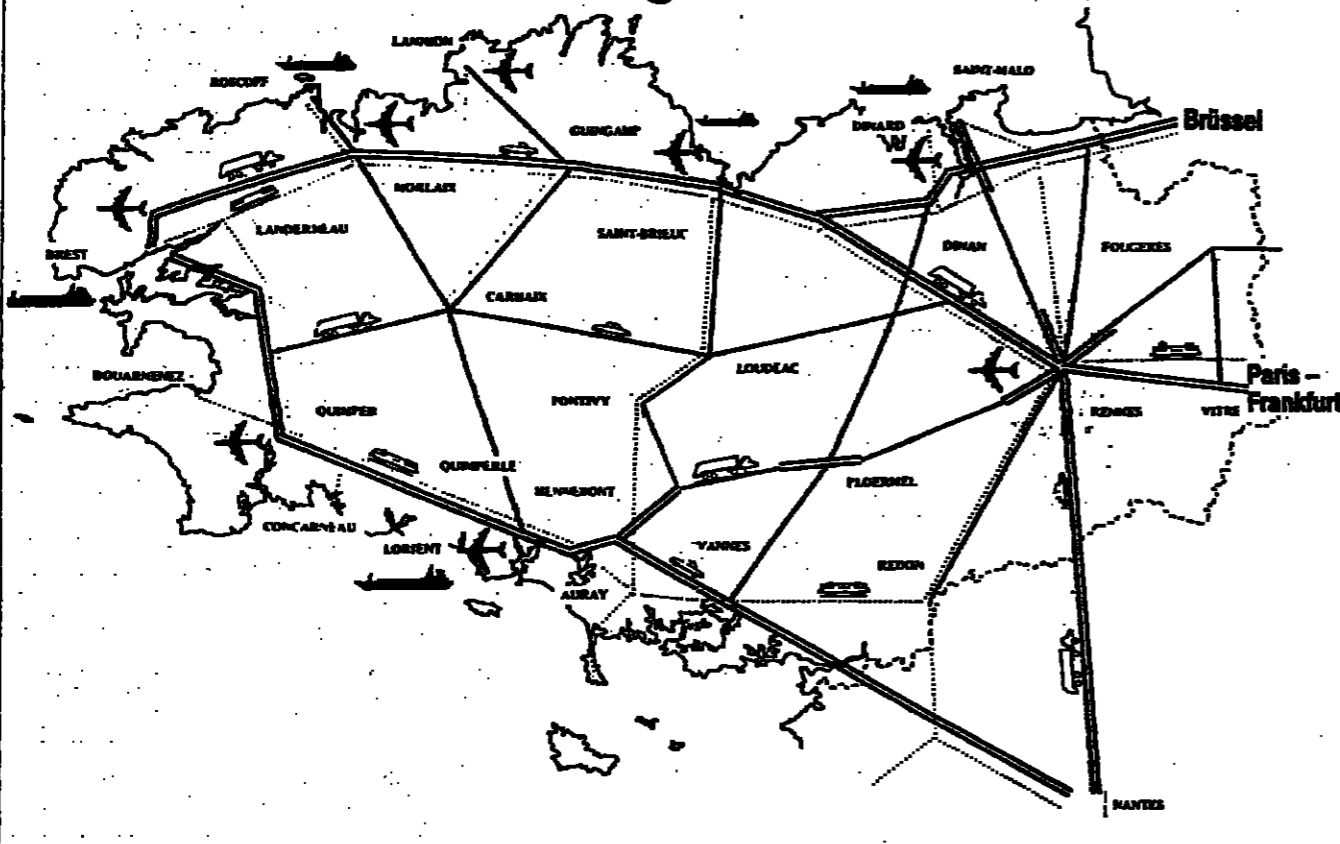 LANNION
ROSCOFF
SAINT-MALO
DINARD
GUINGAMP
Brüssel
MORLAIX
LANDERNEAU
SAINT-BRIEUC
DINAN
FOUGERES
BREST
CARHAIX
DOUARNENEZ
LOUDEAC
Paris –
Frankfurt
QUIMPER
PONTIVY
RENNES
VITRE
QUIMPERLE
HENNEBONT
PLOERMEL
CONCARNEAU
LORIENT
VANNES
REDON
AURAY
NANTES